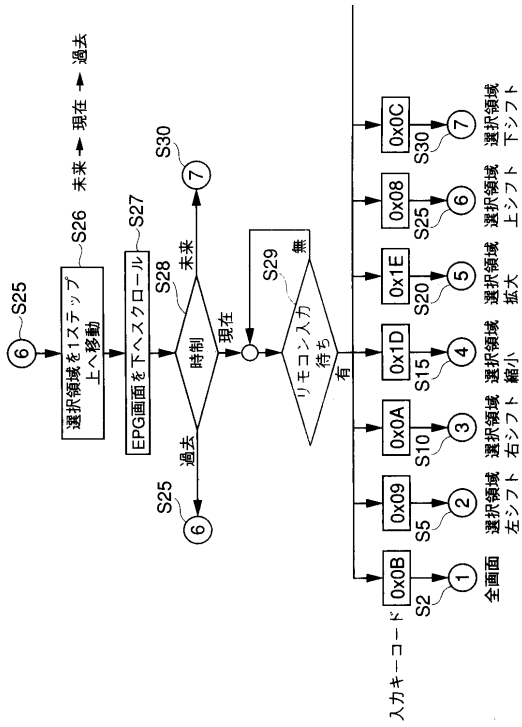 S25
6
S26
選択領域を1ステップ
上へ移動
未来 → 現在 → 過去
S27
EPG画面を下へスクロール
S28
時制
過去
S25
6
未来
S30
7
現在
S29
リモコン入力
待ち
無
有
入力キーコード
0x0B
0x09
0x0A
0x1D
0x1E
0x08
0x0C
S2
1
S5
2
S10
3
S15
4
S20
5
S25
6
S30
7
全画面
選択領域
左シフト
選択領域
右シフト
選択領域
縮小
選択領域
拡大
選択領域
上シフト
選択領域
下シフト